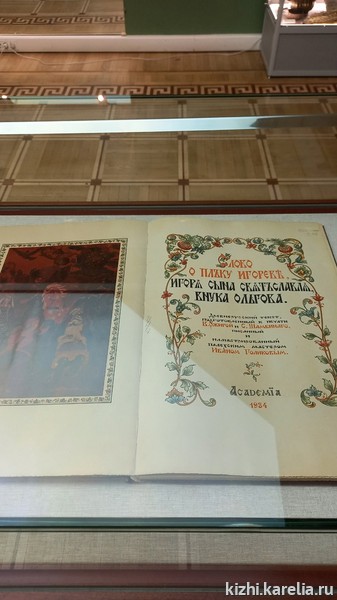 Слово
о плъку Игоревѣ
Игоря сына Святъславля
внука Ольгова.
Древнерусский текст,
подготовленный к печати
В. Ржигой и С. Шамбинаго,
писанный
и
иллюстрированный
палехским мастером
Иваном Голиковым.
Academia
1934
kizhi.karelia.ru